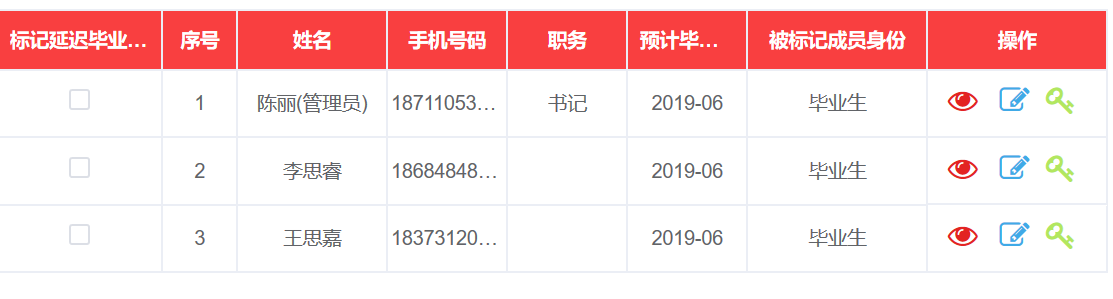 标记延迟毕业... 序号 姓名 手机号码 职务 预计毕... 被标记成员身份 操作
1 陈丽(管理员) 18711053... 书记 2019-06 毕业生
2 李思睿 18684848... 2019-06 毕业生
3 王思嘉 18373120... 2019-06 毕业生